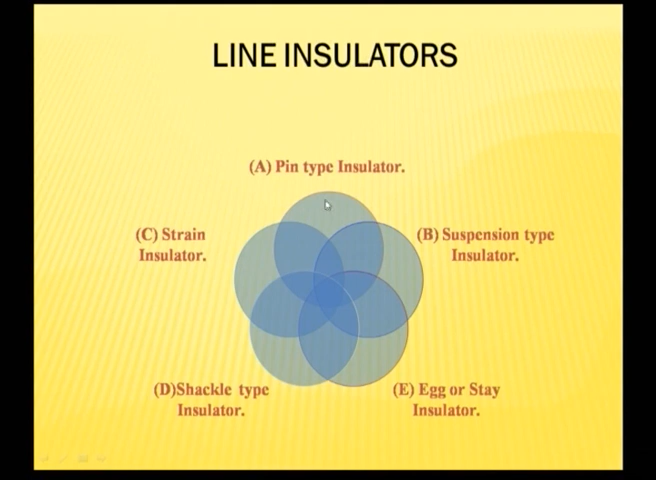 LINE INSULATORS
(A) Pin type Insulator.
(C) Strain
Insulator.
(B) Suspension type
Insulator.
(D)Shackle type
Insulator.
(E) Egg or Stay
Insulator.